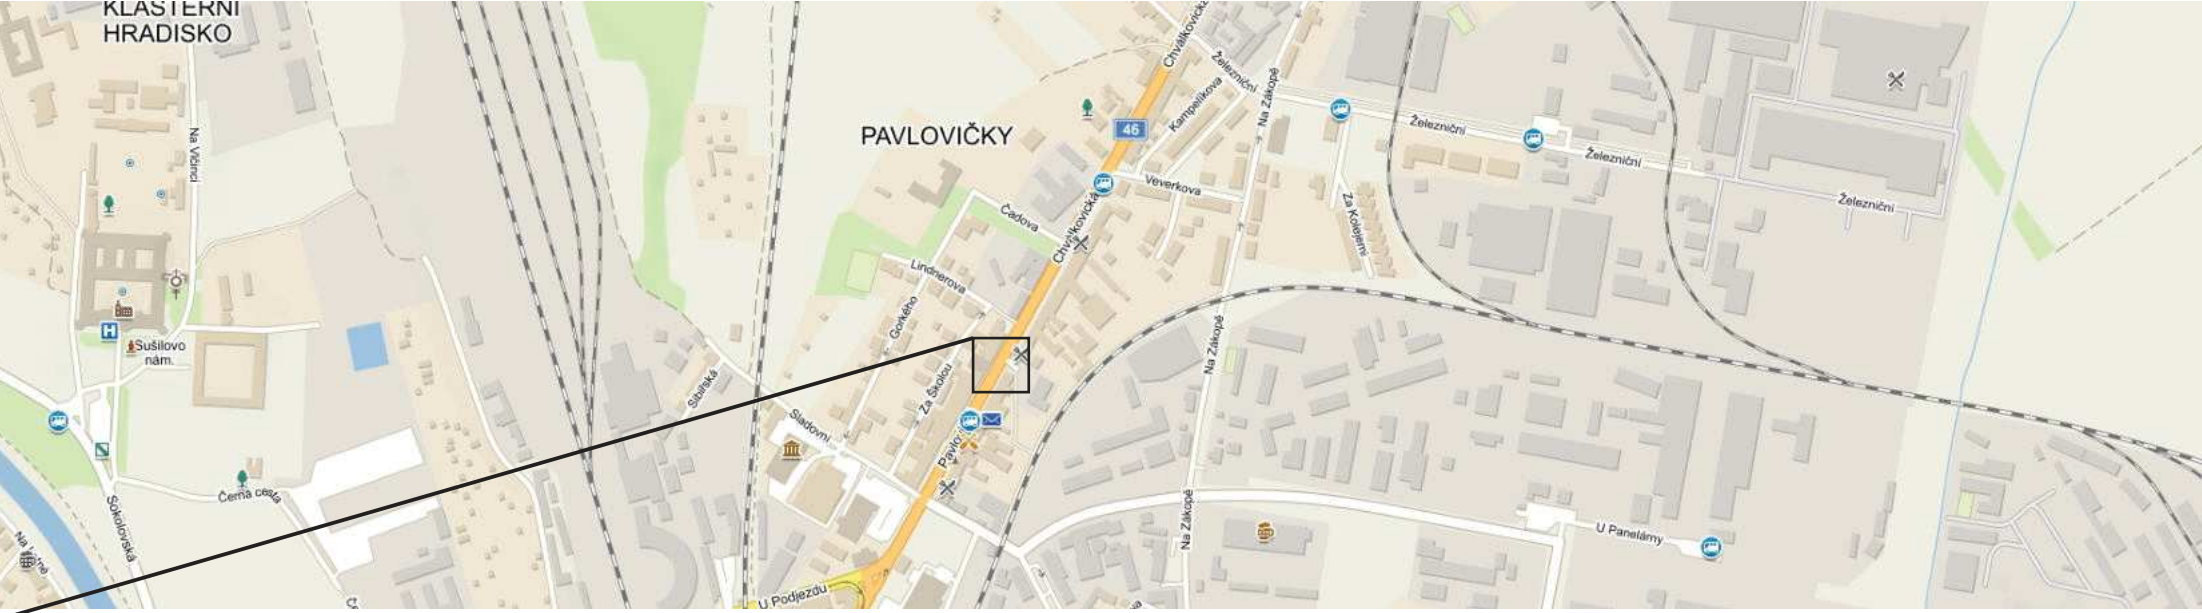 KLÁŠTERNÍ
HRADISKO
Chválkovická
Železniční
Kampelíkova
Na Zákopě
46
PAVLOVIČKY
Železniční
Železniční
Na Vlčinci
Veverkova
Čadova
Chválkovická
Za Kolejemi
Železniční
Lindnerova
Gorkého
H
Sušilovo
nám.
Na Zákopě
Za Školou
Sibiřská
Sladovní
Pavlo
Černá cesta
Sokolovská
Na Zákopě
U Panelárny
U Podjezdu